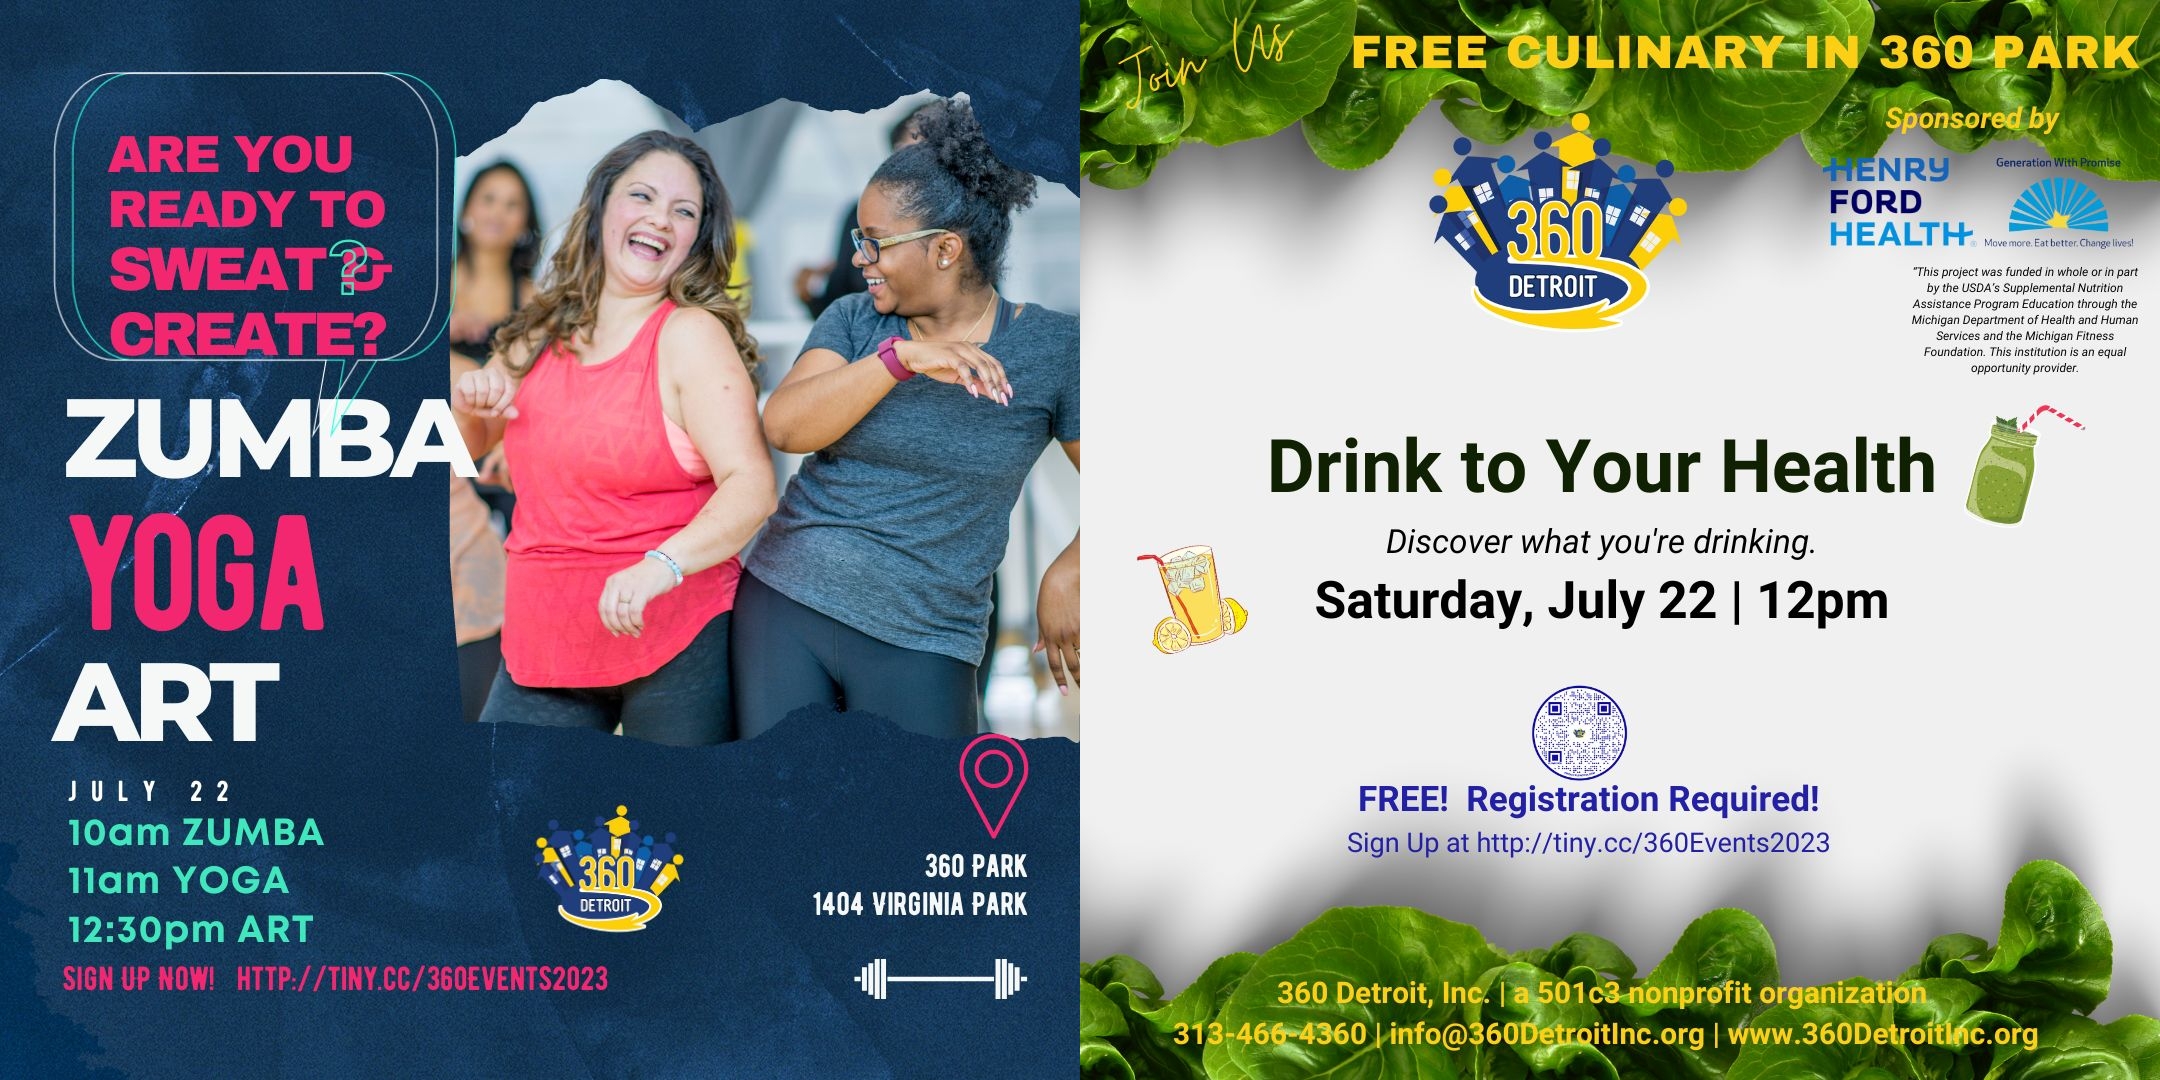 ARE YOU
READY TO
SWEAT &
?
CREATE?
ZUMBA
YOGA
ART
JULY 22
10am ZUMBA
11am YOGA
12:30pm ART
SIGN UP NOW! HTTP://TINY.CC/360EVENTS2023
360
DETROIT
360 PARK
1404 VIRGINIA PARK
Join Us
FREE CULINARY IN 360 PARK
Sponsored by
HENRY
FORD
HEALTH
Generation With Promise
Move more. Eat better. Change lives!
"This project was funded in whole or in part
by the USDA's Supplemental Nutrition
Assistance Program Education through the
Michigan Department of Health and Human
Services and the Michigan Fitness
Foundation. This institution is an equal
opportunity provider.
360
DETROIT
Drink to Your Health
Discover what you're drinking.
Saturday, July 22 | 12pm
FREE! Registration Required!
Sign Up at http://tiny.cc/360Events2023
360 Detroit, Inc. | a 501c3 nonprofit organization
313-466-4360 | info@360DetroitInc.org | www.360DetroitInc.org